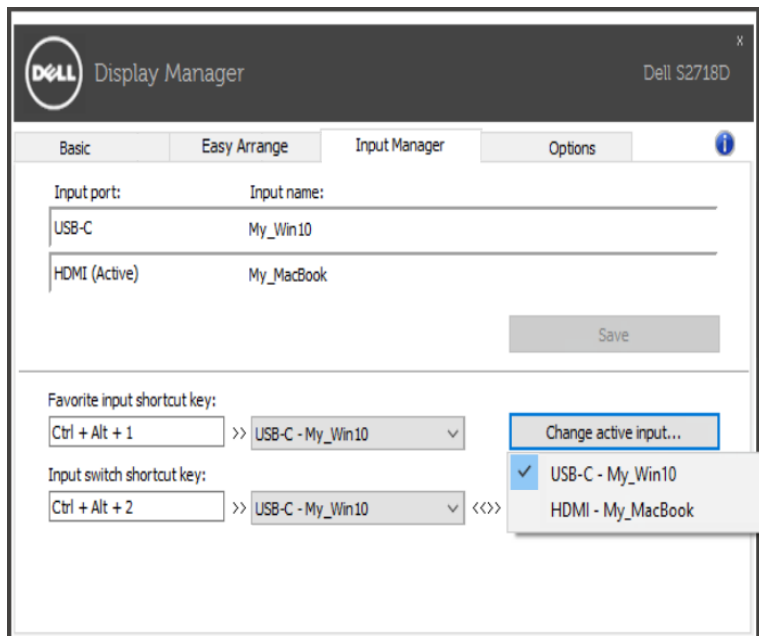 DELL Display Manager
x
Dell S2718D
Basic Easy Arrange Input Manager Options i
Input port: Input name:
USB-C My_Win10
HDMI (Active) My_MacBook
Save
Favorite input shortcut key:
Ctrl + Alt + 1 >> USB-C - My_Win10 Change active input...
Input switch shortcut key:
USB-C - My_Win10
Ctrl + Alt + 2 >> USB-C - My_Win10 <<>>
HDMI - My_MacBook